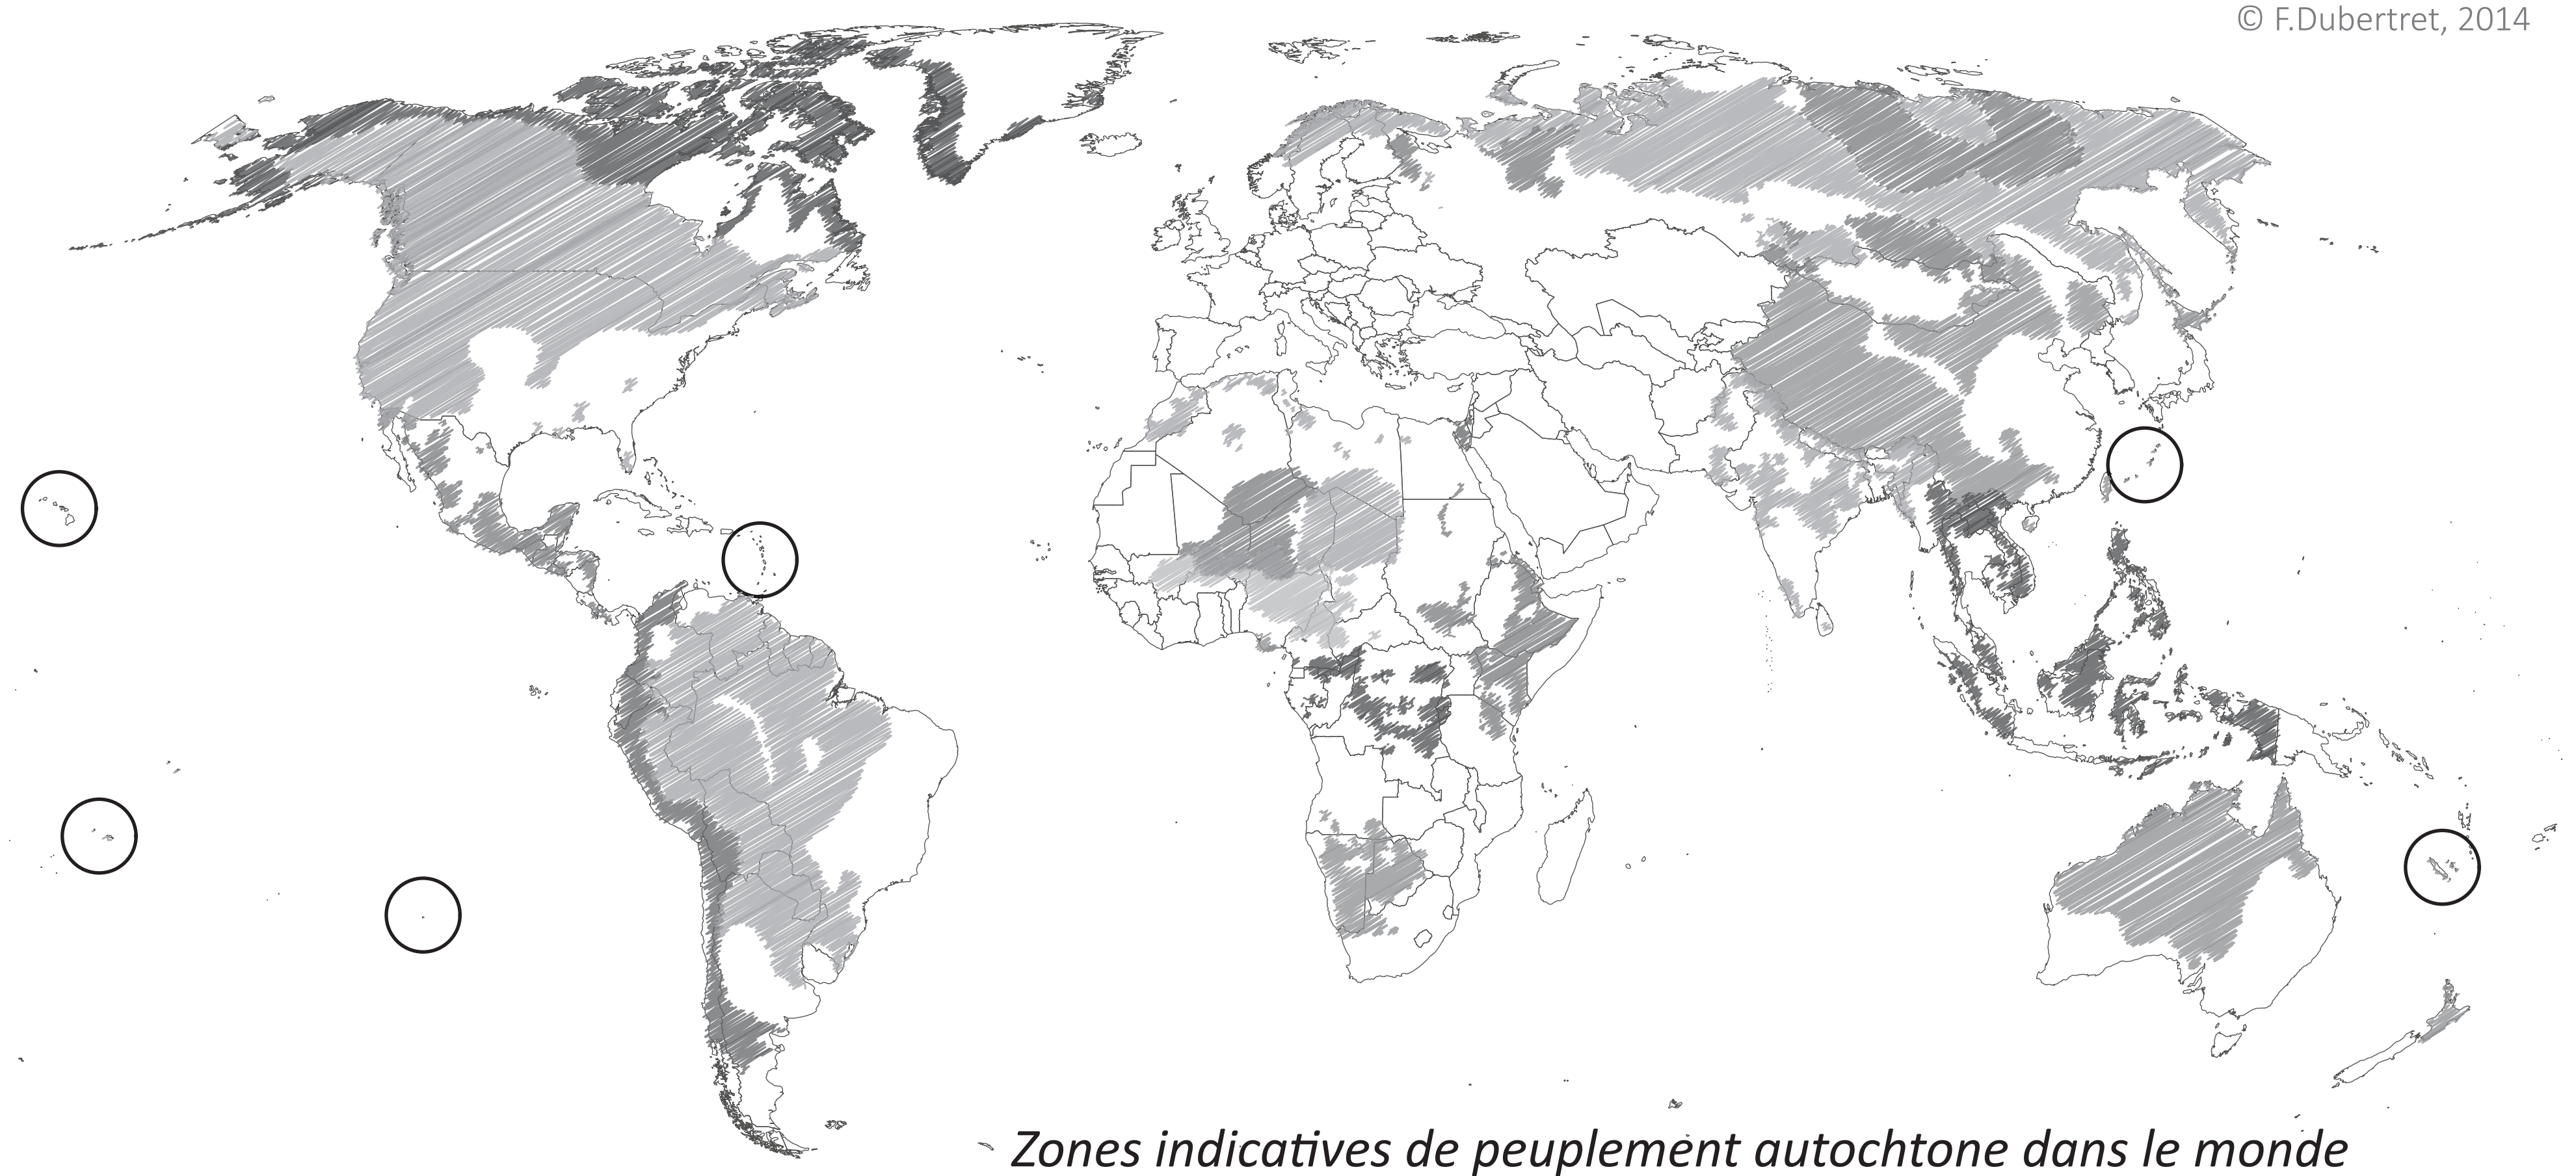 © F.Dubertret, 2014
Zones indicatives de peuplement autochtone dans le monde